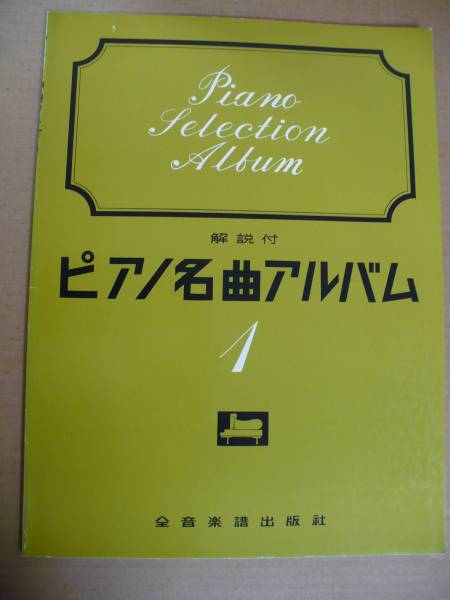 Piano
Selection
Album
解説付
ピアノ名曲アルバム
1
全音楽譜出版社